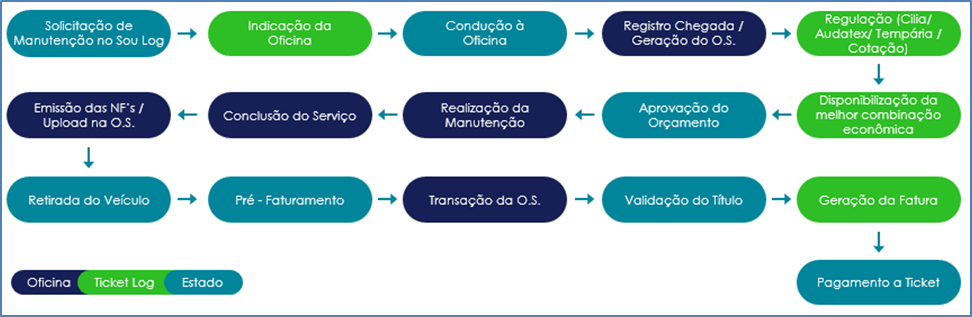 Solicitação de
Manutenção no Sou Log
Indicação da
Oficina
Condução à
Oficina
Registro Chegada /
Geração do O.S.
Regulação (Cilia/
Audatex/ Tempária /
Cotação)
Emissão das NF's /
Upload na O.S.
Conclusão do Serviço
Realização da
Manutenção
Aprovação do
Orçamento
Disponibilização da
melhor combinação
econômica
Retirada do Veículo
Pré - Faturamento
Transação da O.S.
Validação do Título
Geração da Fatura
Oficina
Ticket Log
Estado
Pagamento a Ticket